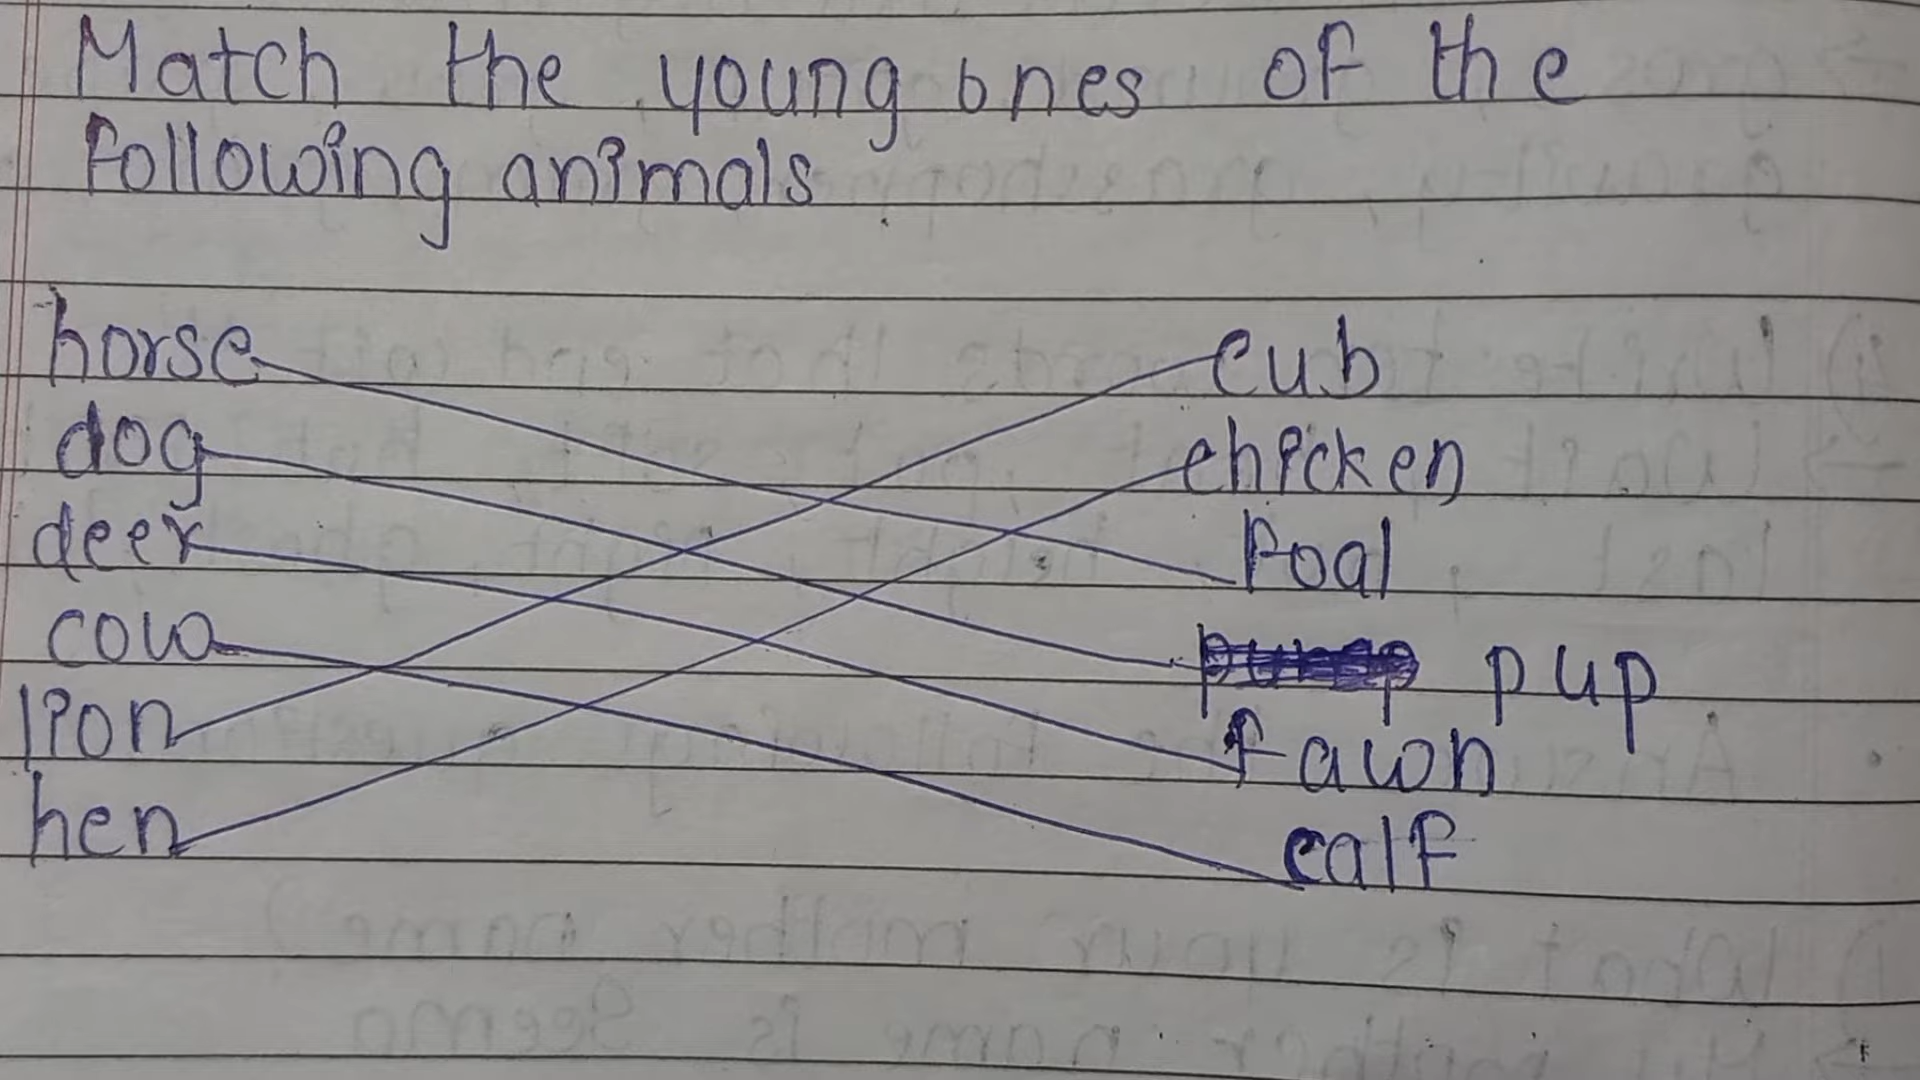 Match the young ones of the
following animals
horse cub
dog chicken
deer foal
cow pup
lion fawn
hen calf